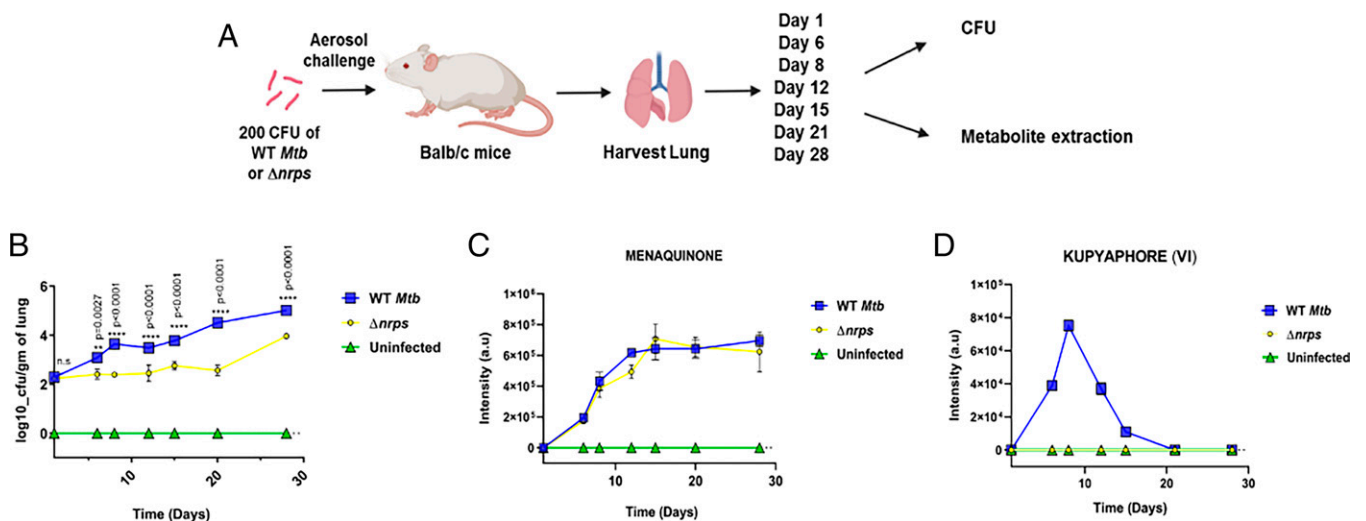 A
Aerosol
challenge
200 CFU of
WT Mtb
or Δnrps
Balb/c mice
Harvest Lung
Day 1
Day 6
Day 8
Day 12
Day 15
Day 21
Day 28
CFU
Metabolite extraction
B
log10_cfu/gm of lung
6
4
2
0
n.s
** p=0.0027
**** p<0.0001
**** p<0.0001
**** p<0.0001
**** p<0.0001
**** p<0.0001
10
20
30
Time (Days)
WT Mtb
Δnrps
Uninfected
C
MENAQUINONE
Intensity (a.u)
1×10⁶
8×10⁵
6×10⁵
4×10⁵
2×10⁵
0
10
20
30
Time (Days)
WT Mtb
Δnrps
Uninfected
D
KUPYAPHORE (VI)
Intensity (a.u)
1×10⁵
8×10⁴
6×10⁴
4×10⁴
2×10⁴
0
10
20
30
Time (Days)
WT Mtb
Δnrps
Uninfected